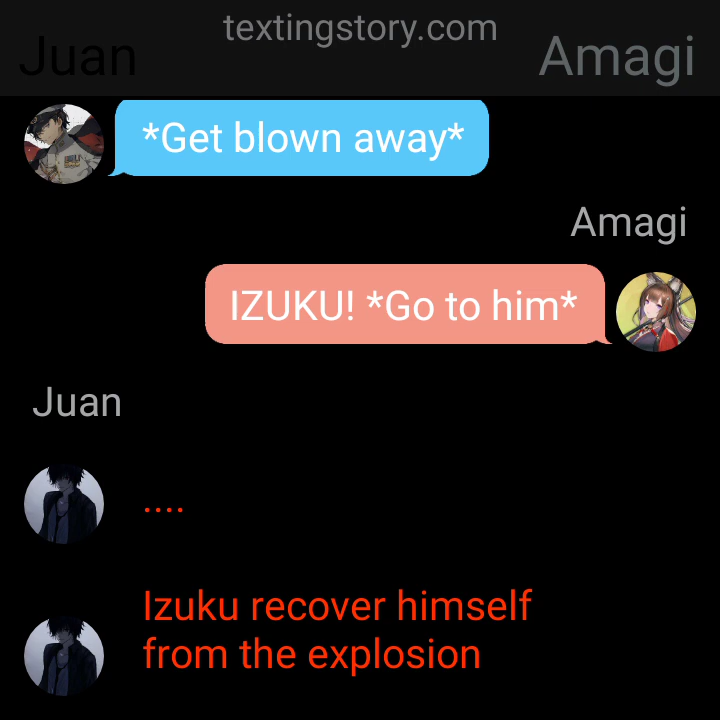 textingstory.com
Juan
Amagi
*Get blown away*
Amagi
IZUKU! *Go to him*
Juan
....
Izuku recover himself
from the explosion